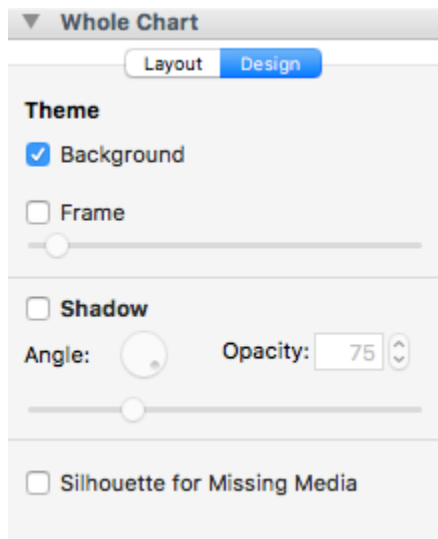 Whole Chart
Layout Design
Theme
Background
Frame
Shadow
Angle: Opacity: 75
Silhouette for Missing Media